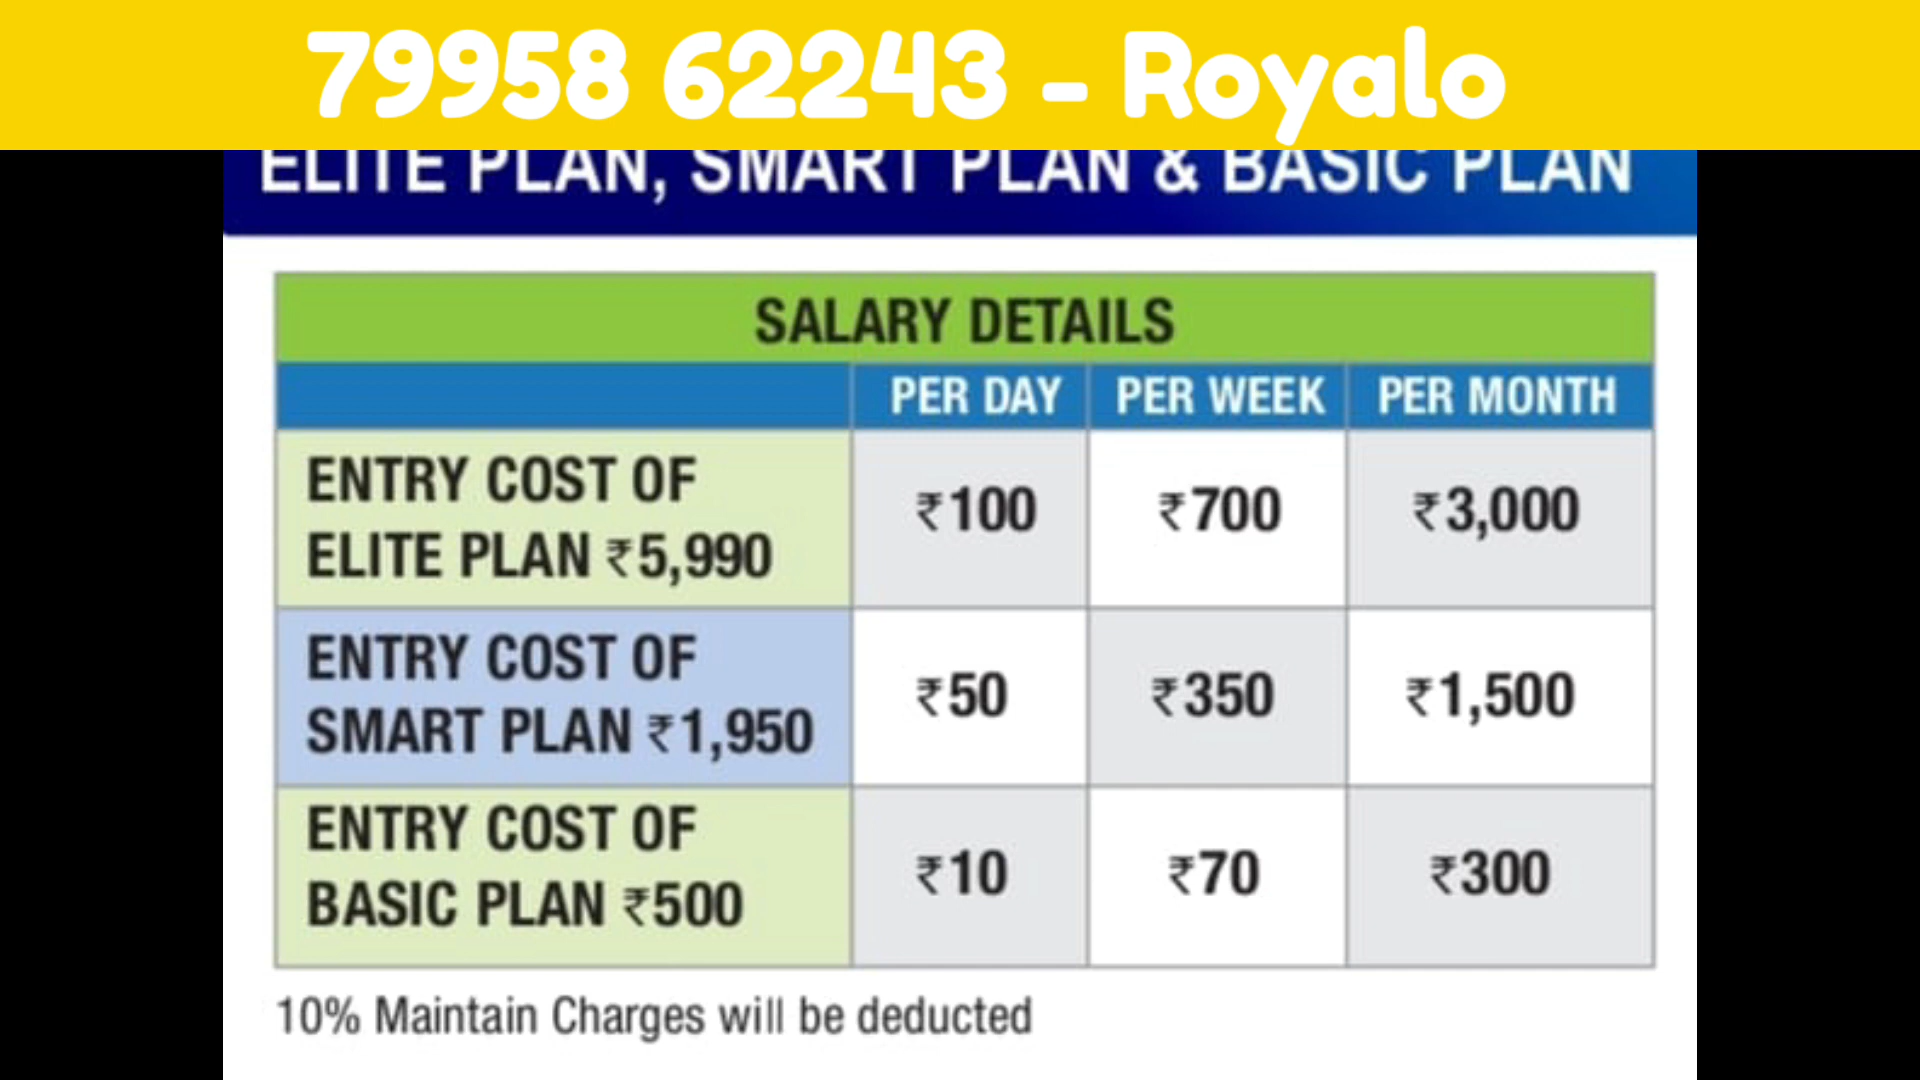 79958 62243 - Royalo
ELITE PLAN, SMART PLAN & BASIC PLAN
SALARY DETAILS
PER DAY PER WEEK PER MONTH
ENTRY COST OF
ELITE PLAN ₹5,990
₹100 ₹700 ₹3,000
ENTRY COST OF
SMART PLAN ₹1,950
₹50 ₹350 ₹1,500
ENTRY COST OF
BASIC PLAN ₹500
₹10 ₹70 ₹300
10% Maintain Charges will be deducted